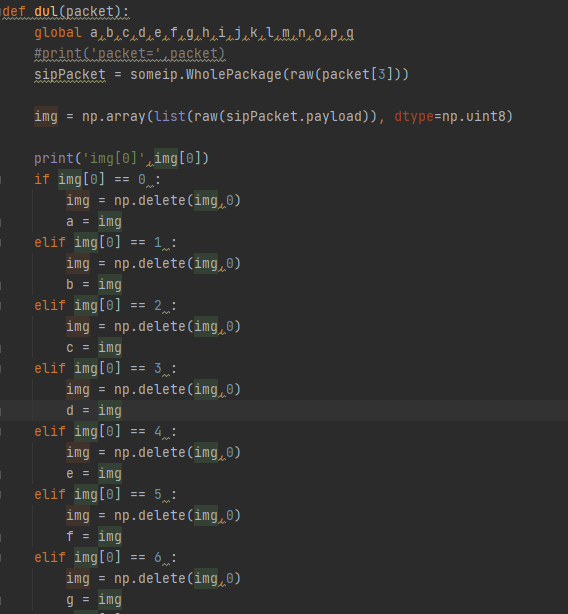 def dul(packet):
    global a,b,c,d,e,f,g,h,i,j,k,l,m,n,o,p,q
    #print('packet=',packet)
    sipPacket = someip.WholePackage(raw(packet[3]))
    img = np.array(list(raw(sipPacket.payload)), dtype=np.uint8)
    print('img[0]',img[0])
    if img[0] == 0 :
        img = np.delete(img,0)
        a = img
    elif img[0] == 1 :
        img = np.delete(img,0)
        b = img
    elif img[0] == 2 :
        img = np.delete(img,0)
        c = img
    elif img[0] == 3 :
        img = np.delete(img,0)
        d = img
    elif img[0] == 4 :
        img = np.delete(img,0)
        e = img
    elif img[0] == 5 :
        img = np.delete(img,0)
        f = img
    elif img[0] == 6 :
        img = np.delete(img,0)
        g = img